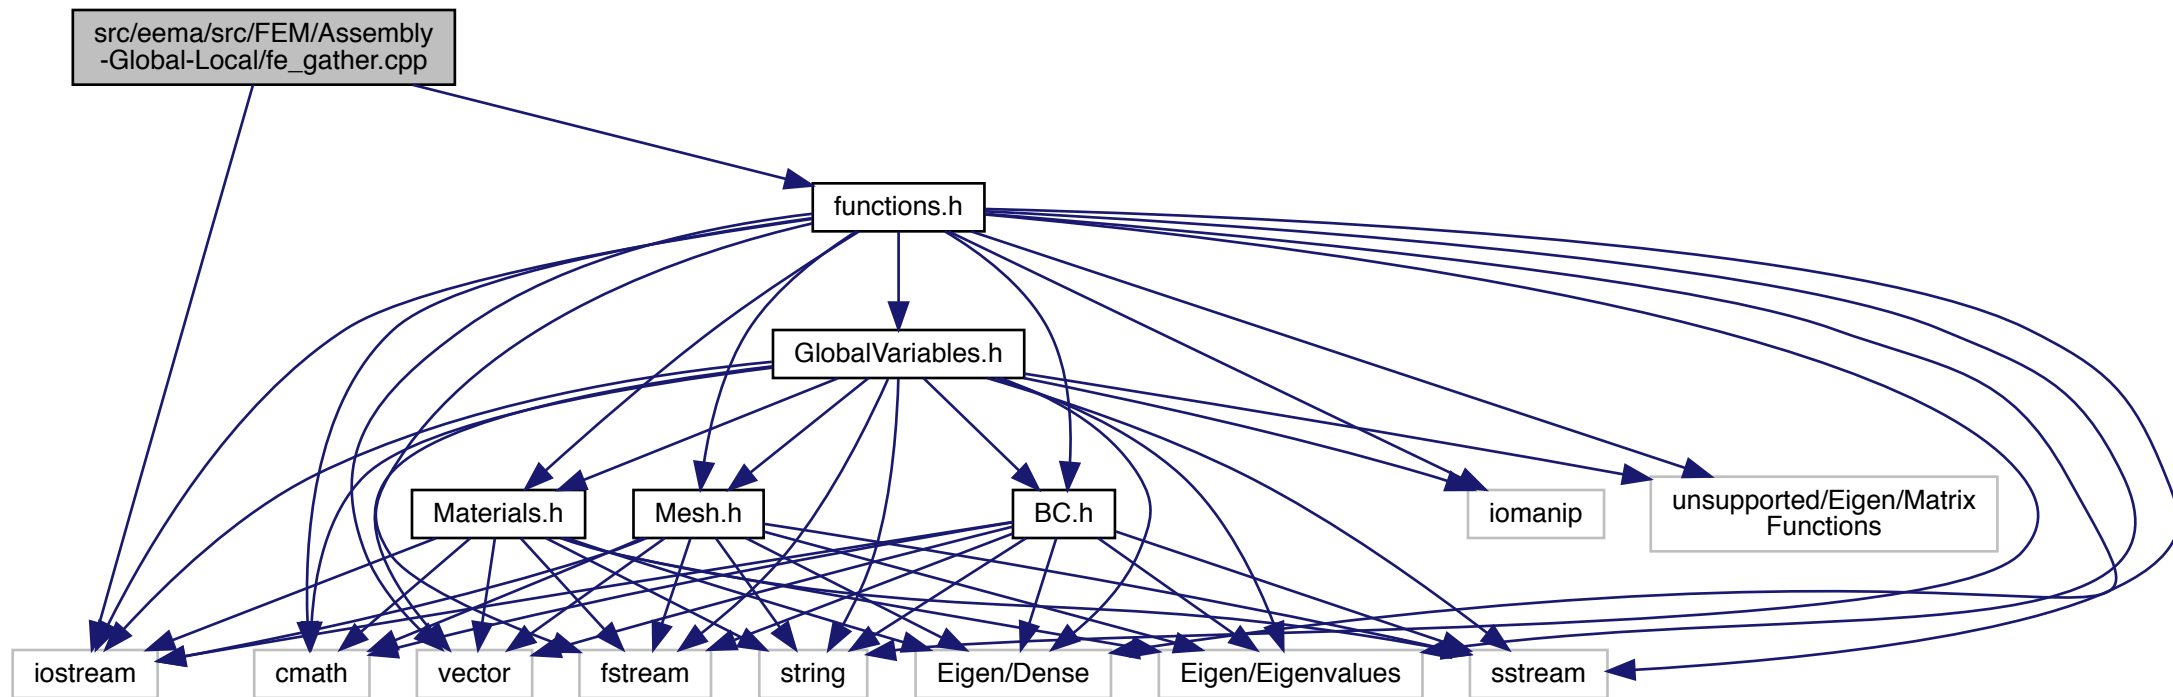 src/eema/src/FEM/Assembly
-Global-Local/fe_gather.cpp
functions.h
GlobalVariables.h
Materials.h
Mesh.h
BC.h
iomanip
unsupported/Eigen/Matrix
Functions
iostream
cmath
vector
fstream
string
Eigen/Dense
Eigen/Eigenvalues
sstream